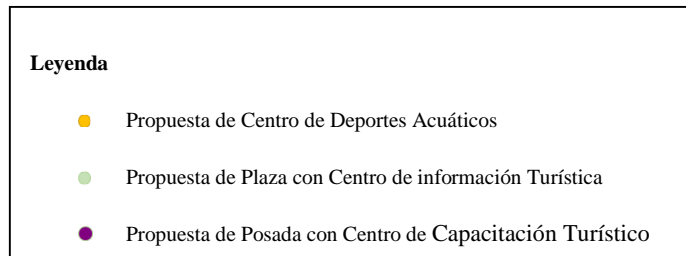 Leyenda
Propuesta de Centro de Deportes Acuáticos
Propuesta de Plaza con Centro de información Turística
Propuesta de Posada con Centro de Capacitación Turístico